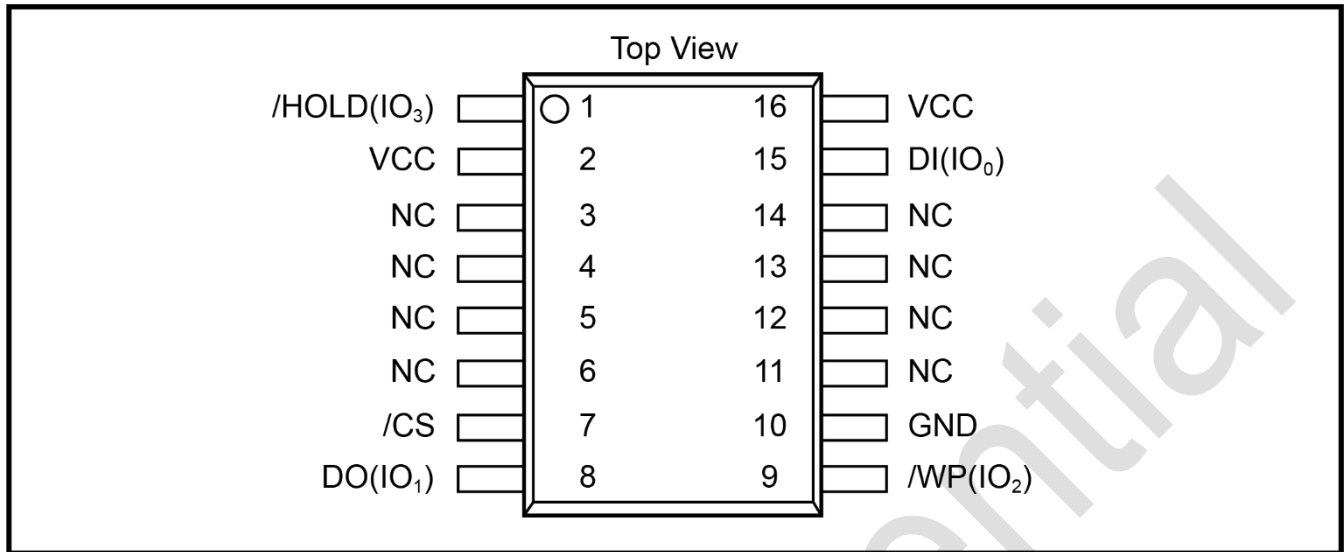 Top View
/HOLD(IO₃) 1 16 VCC
VCC 2 15 DI(IO₀)
NC 3 14 NC
NC 4 13 NC
NC 5 12 NC
NC 6 11 NC
/CS 7 10 GND
DO(IO₁) 8 9 /WP(IO₂)
ential